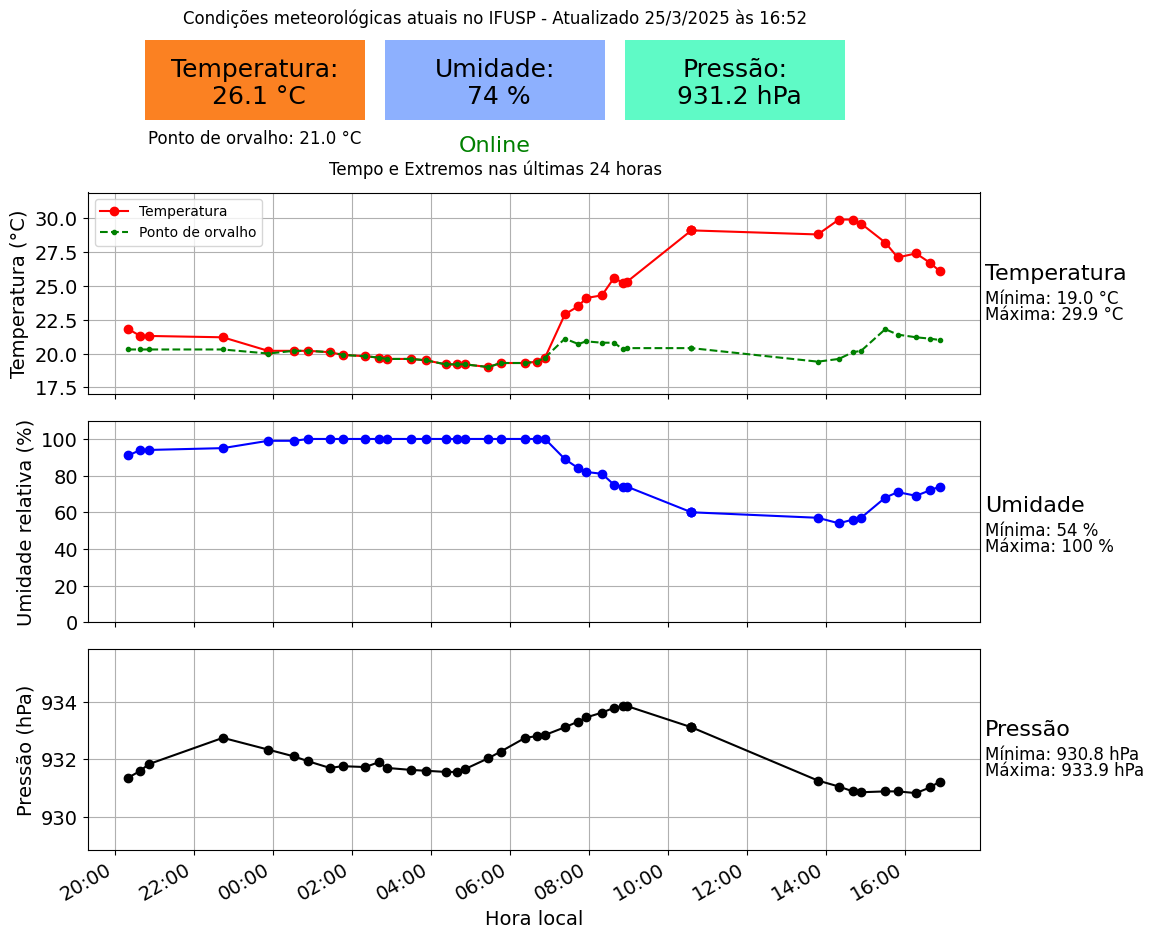 Condições meteorológicas atuais no IFUSP - Atualizado 25/3/2025 às 16:52
Temperatura:
26.1 °C
Umidade:
74 %
Pressão:
931.2 hPa
Ponto de orvalho: 21.0 °C
Online
Tempo e Extremos nas últimas 24 horas
Temperatura (°C)
30.0
27.5
25.0
22.5
20.0
17.5
Temperatura
Ponto de orvalho
Temperatura
Mínima: 19.0 °C
Máxima: 29.9 °C
Umidade relativa (%)
100
80
60
40
20
0
Umidade
Mínima: 54 %
Máxima: 100 %
Pressão (hPa)
934
932
930
Pressão
Mínima: 930.8 hPa
Máxima: 933.9 hPa
20:00 22:00 00:00 02:00 04:00 06:00 08:00 10:00 12:00 14:00 16:00
Hora local